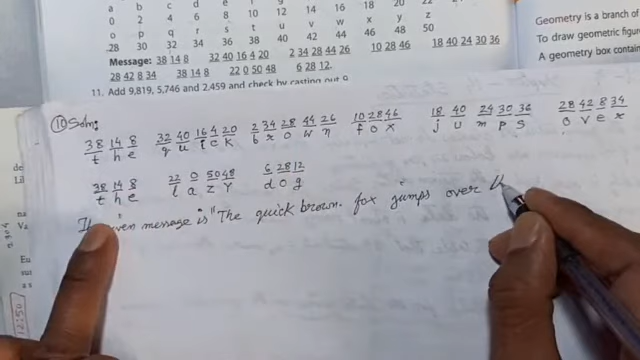 a b c d e
0 2 4 6 8 10 12 14 16 18 20 22
o p q r s t u v w x y z
28 30 32 34 36 38 40 42 44 46 48 50
Message: 38 14 8 32 40 16 4 20 2 34 28 44 26 10 28 46 18 40 24 30 36
28 42 8 34 38 14 8 22 0 50 48 6 28 12.
11. Add 9,819, 5,746 and 2,459 and check by casting out 9
Geometry is a branch of
To draw geometric figur
A geometry box contain
10 Soln:
38 14 8 32 40 16 4 20 2 34 28 44 26 10 28 46 18 40 24 30 36 28 42 8 34
t h e q u i c k b r o w n f o x j u m p s o v e r
38 14 8 22 0 50 48 6 28 12
t h e l a z y d o g
message is "The quick brown fox jumps over
12:50